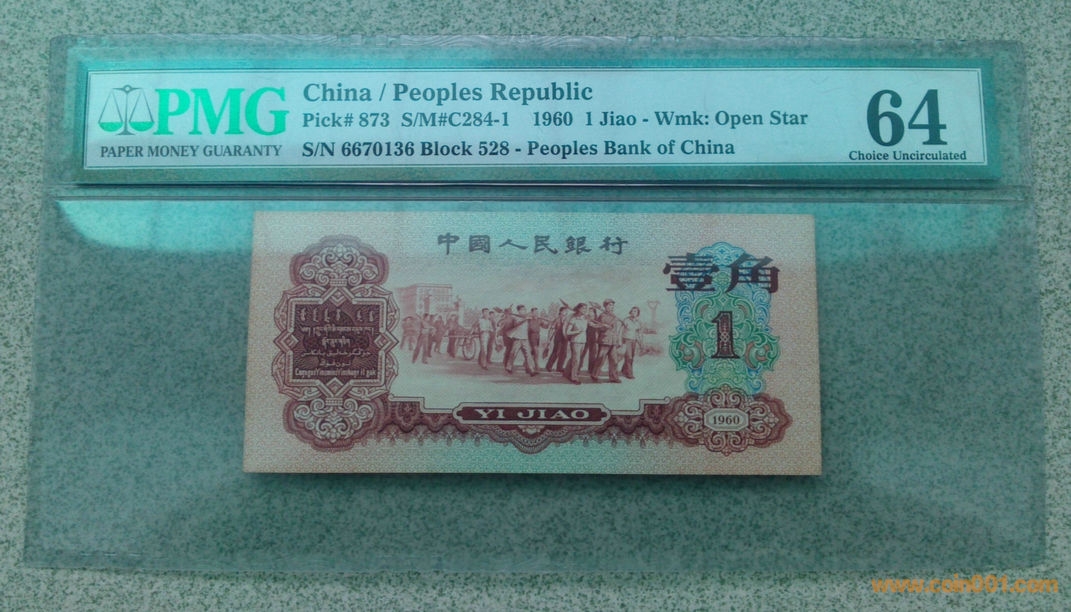 PMG
PAPER MONEY GUARANTY
China / Peoples Republic
Pick# 873 S/M#C284-1 1960 1 Jiao - Wmk: Open Star
S/N 6670136 Block 528 - Peoples Bank of China
64
Choice Uncirculated
中國人民銀行
壹角
1
YI JIAO
1960
www.coin001.com